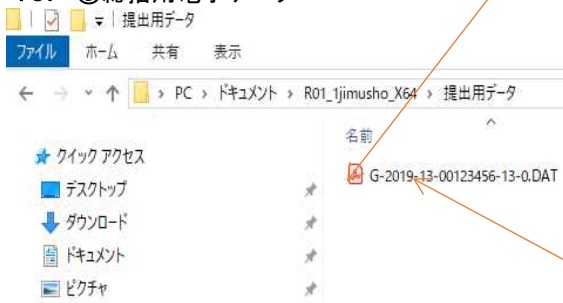 提出用データ
ファイル ホーム 共有 表示
PC › ドキュメント › R01_1jimusho_X64 › 提出用データ
名前
クイック アクセス
G-2019-13-00123456-13-0.DAT
デスクトップ
ダウンロード
ドキュメント
ピクチャ